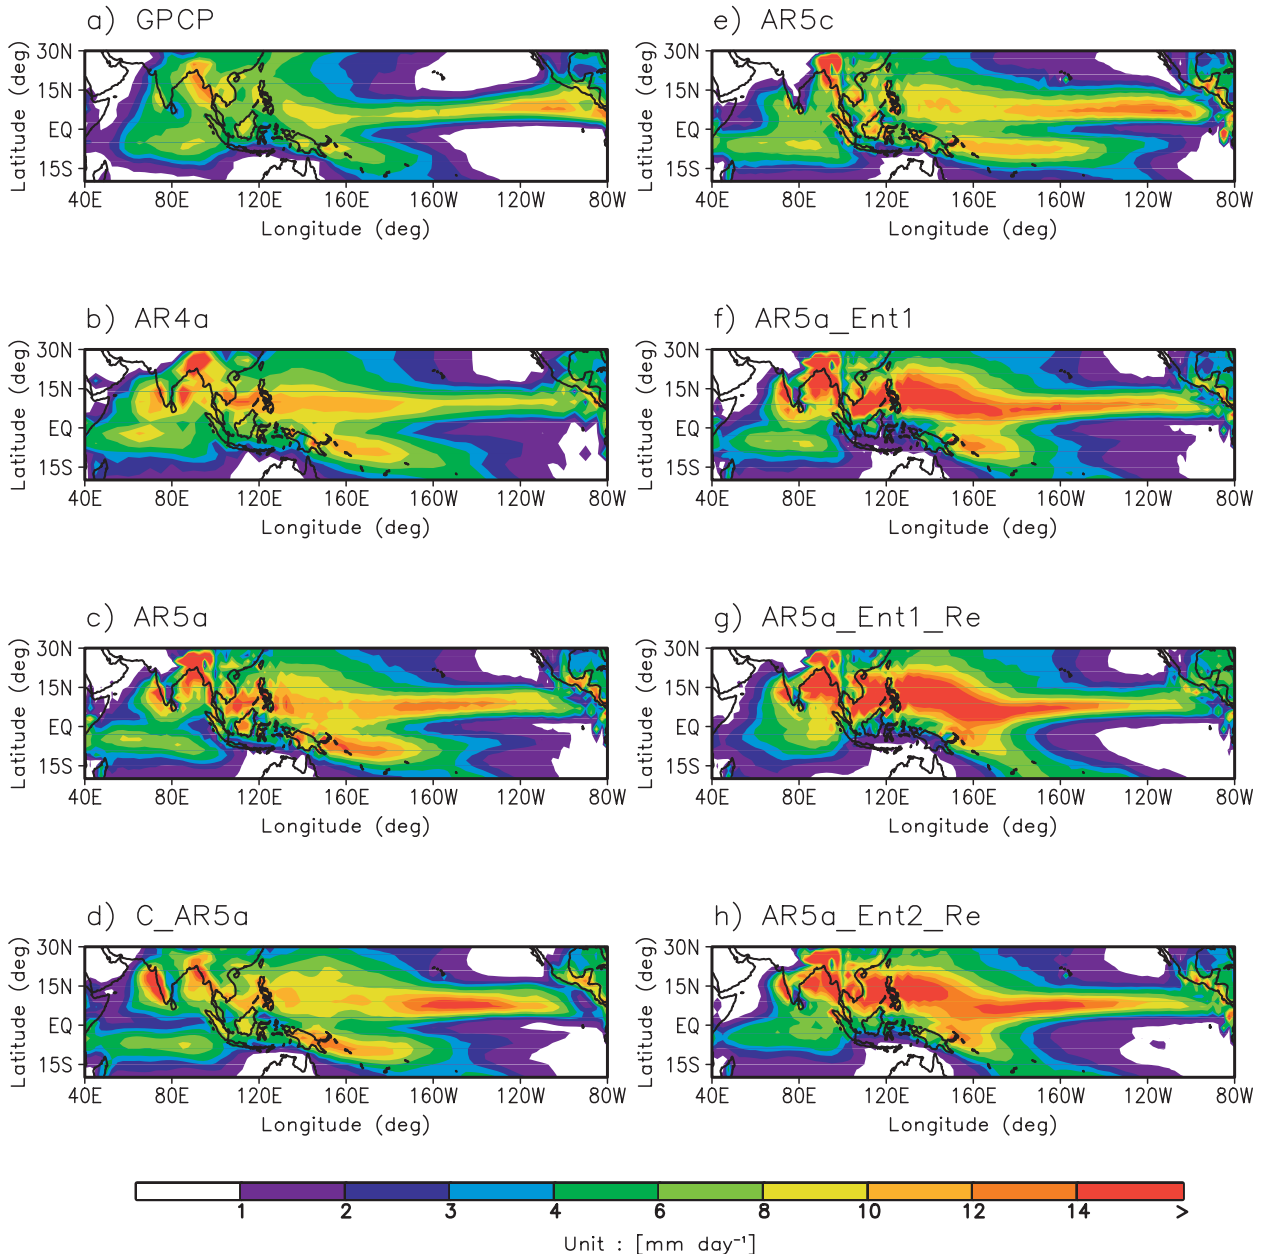 a) GPCP
Latitude (deg)
30N
15N
EQ
15S
40E 80E 120E 160E 160W 120W 80W
Longitude (deg)
b) AR4a
Latitude (deg)
30N
15N
EQ
15S
40E 80E 120E 160E 160W 120W 80W
Longitude (deg)
c) AR5a
Latitude (deg)
30N
15N
EQ
15S
40E 80E 120E 160E 160W 120W 80W
Longitude (deg)
d) C_AR5a
Latitude (deg)
30N
15N
EQ
15S
40E 80E 120E 160E 160W 120W 80W
Longitude (deg)
e) AR5c
Latitude (deg)
30N
15N
EQ
15S
40E 80E 120E 160E 160W 120W 80W
Longitude (deg)
f) AR5a_Ent1
Latitude (deg)
30N
15N
EQ
15S
40E 80E 120E 160E 160W 120W 80W
Longitude (deg)
g) AR5a_Ent1_Re
Latitude (deg)
30N
15N
EQ
15S
40E 80E 120E 160E 160W 120W 80W
Longitude (deg)
h) AR5a_Ent2_Re
Latitude (deg)
30N
15N
EQ
15S
40E 80E 120E 160E 160W 120W 80W
Longitude (deg)
1 2 3 4 6 8 10 12 14 >
Unit : [mm day⁻¹]